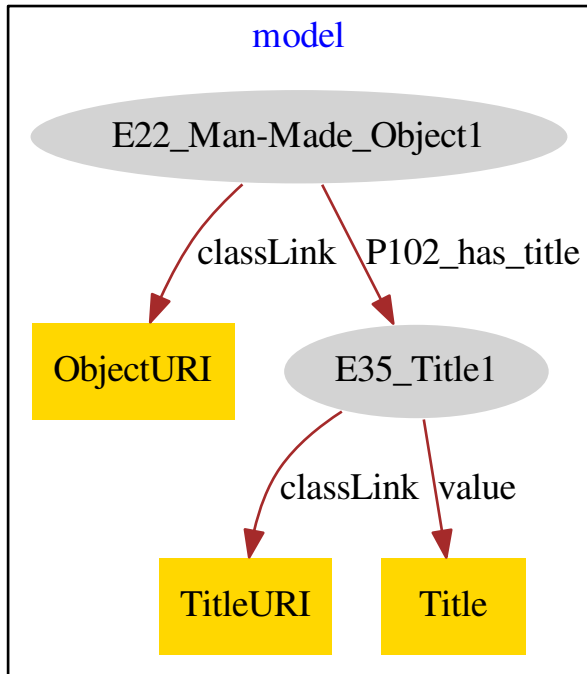 model
E22_Man-Made_Object1
classLink P102_has_title
ObjectURI E35_Title1
classLink value
TitleURI Title